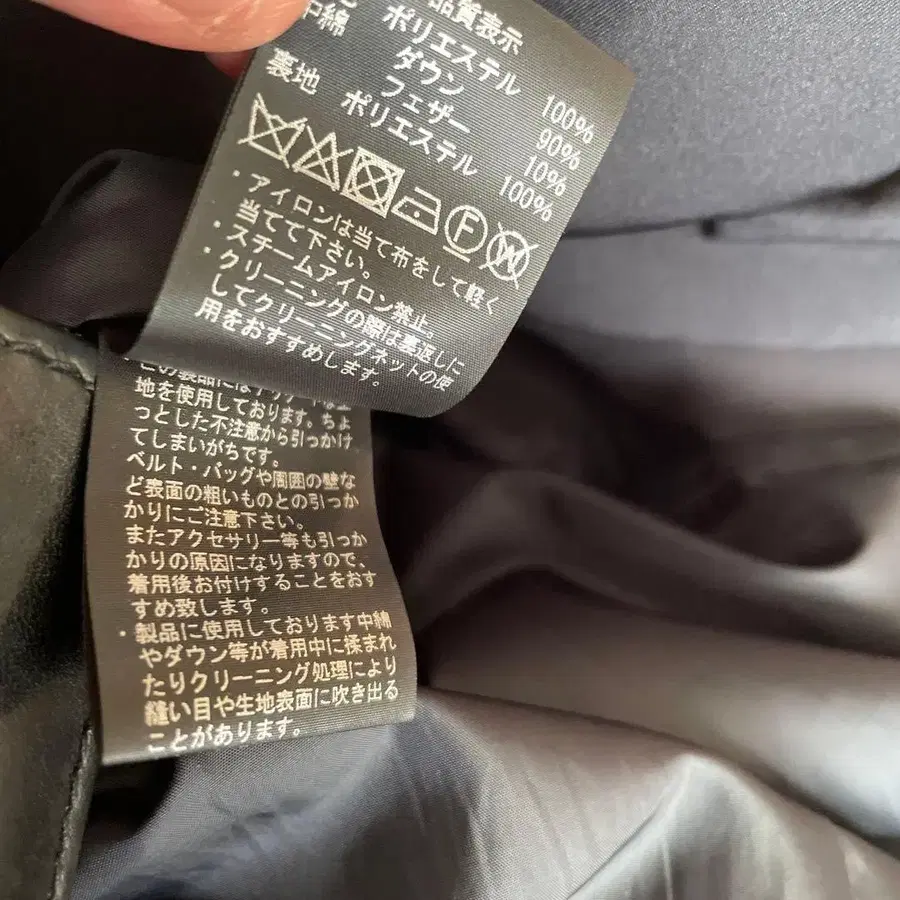 品質表示
ポリエステル 100%
中綿 ダウン 90%
フェザー 10%
裏地 ポリエステル 100%
F W
・アイロンは当て布をして軽く
当てて下さい。
・スチームアイロン禁止。
・クリーニングの際は裏返しに
してクリーニングネットの使
用をおすすめします。
地を使用しております。ちょ
っとした不注意から引っかけ
てしまいがちです。
ベルト・バッグや周囲の壁な
ど表面の粗いものとの引っか
かりにご注意下さい。
またアクセサリー等も引っか
かりの原因になりますので、
着用後お付けすることをおす
すめ致します。
・製品に使用しております中綿
やダウン等が着用中に揉まれ
たりクリーニング処理により
縫い目や生地表面に吹き出る
ことがあります。